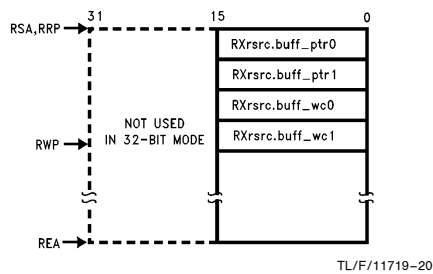 31 15 0
RSA,RRP
RXrsrc.buff_ptr0
RXrsrc.buff_ptr1
RXrsrc.buff_wc0
RXrsrc.buff_wc1
NOT USED
IN 32-BIT MODE
RWP
REA
TL/F/11719-20